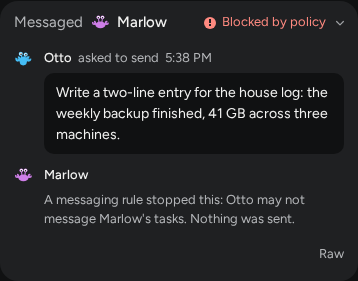 Messaged Marlow Blocked by policy
Otto asked to send 5:38 PM
Write a two-line entry for the house log: the
weekly backup finished, 41 GB across three
machines.
Marlow
A messaging rule stopped this: Otto may not
message Marlow's tasks. Nothing was sent.
Raw